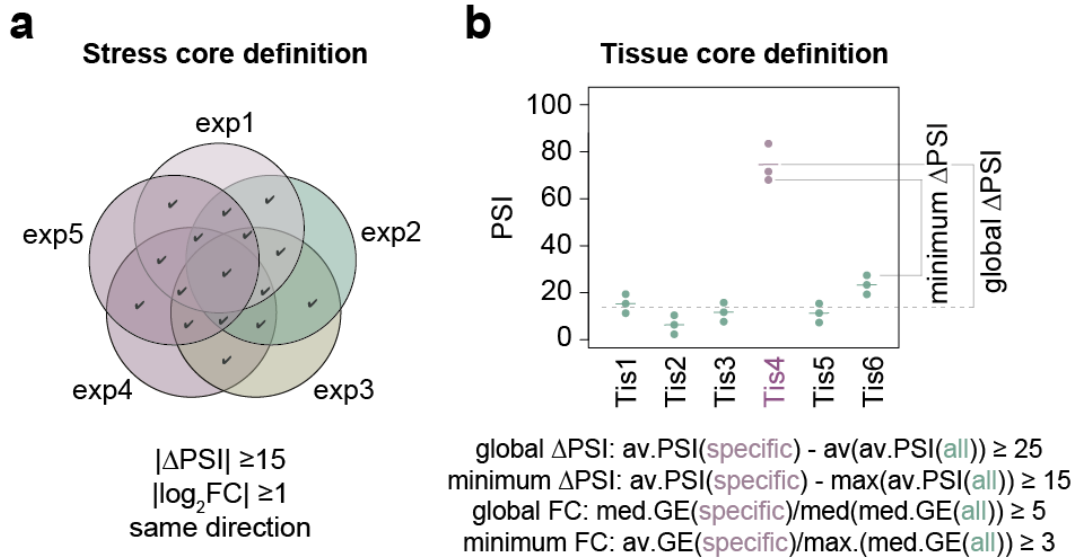 a
Stress core definition
exp1
exp2
exp3
exp4
exp5
|ΔPSI| ≥15
|log₂FC| ≥1
same direction
b
Tissue core definition
PSI
100
80
60
40
20
0
Tis1
Tis2
Tis3
Tis4
Tis5
Tis6
minimum ΔPSI
global ΔPSI
global ΔPSI: av.PSI(specific) - av(av.PSI(all)) ≥ 25
minimum ΔPSI: av.PSI(specific) - max(av.PSI(all)) ≥ 15
global FC: med.GE(specific)/med(med.GE(all)) ≥ 5
minimum FC: av.GE(specific)/max.(med.GE(all)) ≥ 3